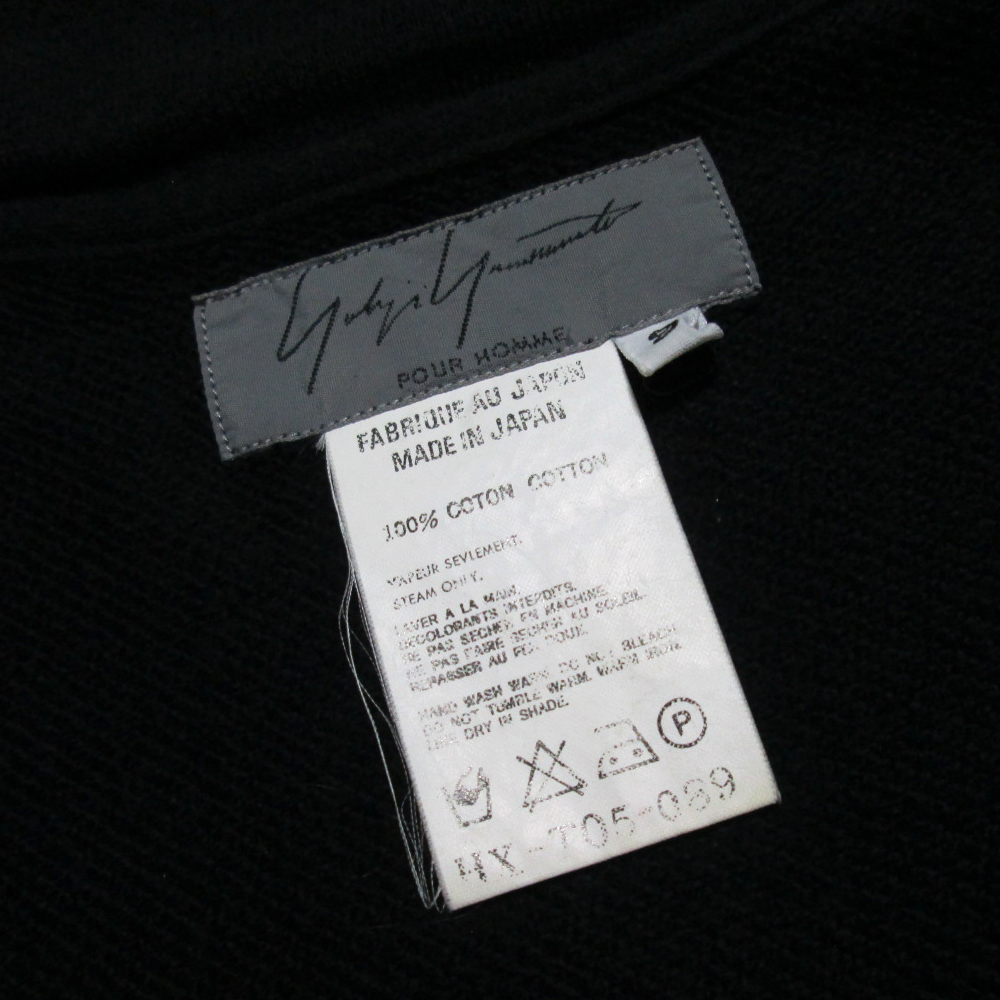 Yohji Yamamoto
POUR HOMME
FABRIQUE AU JAPON
MADE IN JAPAN
100% COTON COTTON
VAPEUR SEVLEMENT.
STEAM ONLY.
LAVER A LA MAIN.
DECOLORANTS INTERDITS.
NE PAS SECHER EN MACHINE.
NE PAS FAIRE SECHER AU SOLEIL.
REPASSER AU FER DOUX.
HAND WASH WARM. DO NOT BLEACH.
DO NOT TUMBLE WARM. WARM IRON.
LINE DRY IN SHADE.
P
HX-T05-089